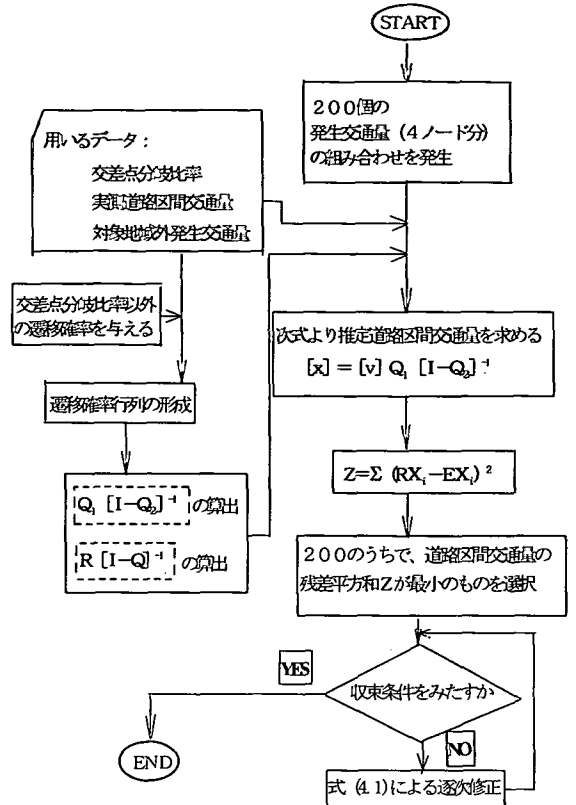 START
200個の
発生交通量 (4ノード分)
の組み合わせを発生
用いるデータ：
交差点分岐比率
実測道路区間交通量
対象地域外発生交通量
交差点分岐比率以外
の遷移確率を与える
遷移確率行列の形成
Q₁ [I－Q₂]⁻¹ の算出
R [I－Q]⁻¹ の算出
次式より推定道路区間交通量を求める
[x] = [v] Q₁ [I－Q₂]⁻¹
Z=Σ (RXᵢ－EXᵢ)²
200のうちで、道路区間交通量の
残差平方和Zが最小のものを選択
収束条件をみたすか
YES
END
NO
式 (4.1)による逐次修正